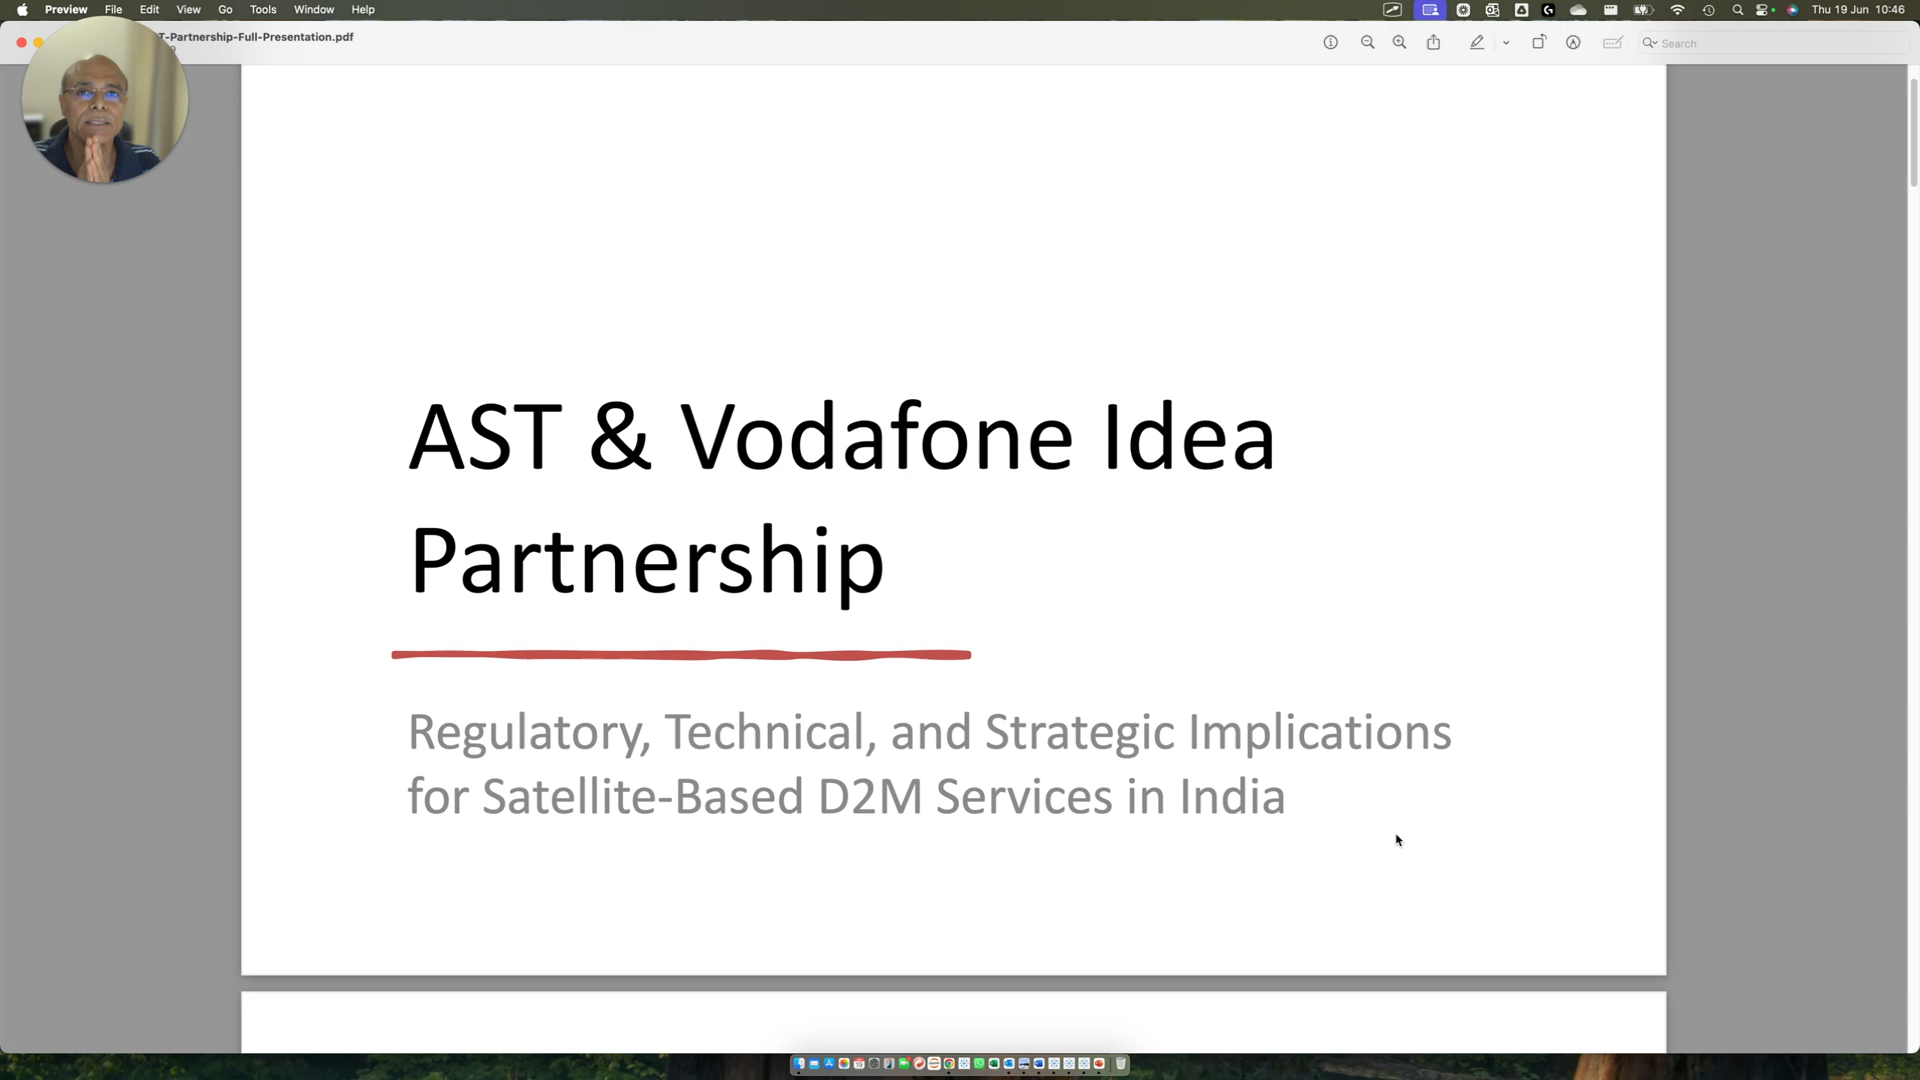 Preview File Edit View Go Tools Window Help
Thu 19 Jun 10:46
T-Partnership-Full-Presentation.pdf
Search
AST & Vodafone Idea
Partnership
Regulatory, Technical, and Strategic Implications
for Satellite-Based D2M Services in India